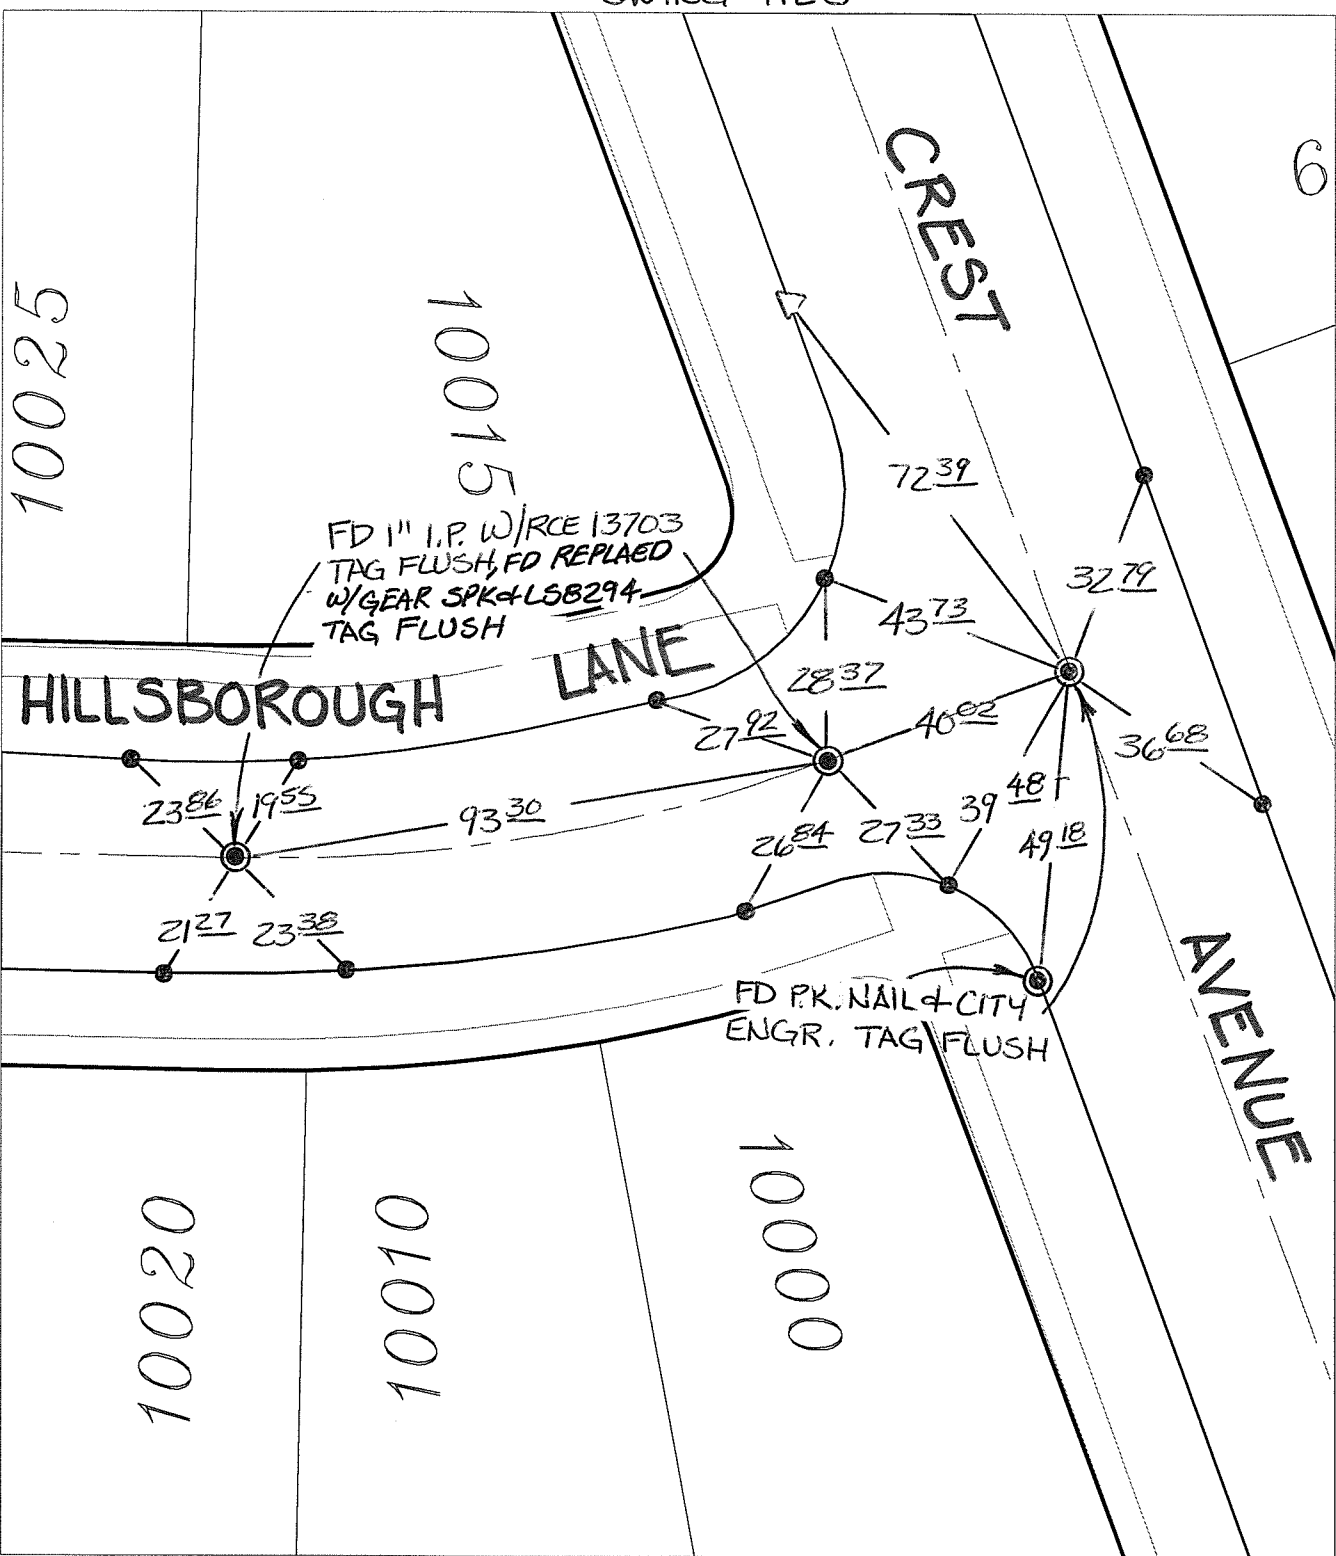 CREST
6
10025
10015
72 39
FD 1" I.P. W/RCE 13703
TAG FLUSH, FD REPLAED
W/GEAR SPK & LS8294
TAG FLUSH
32 79
43 73
HILLSBOROUGH LANE
28 37
27 92
40 02
36 68
23 86
19 55
93 30
39 48
26 84
27 33
49 18
21 27
23 38
AVENUE
FD P.K. NAIL & CITY
ENGR. TAG FLUSH
10020
10010
10000